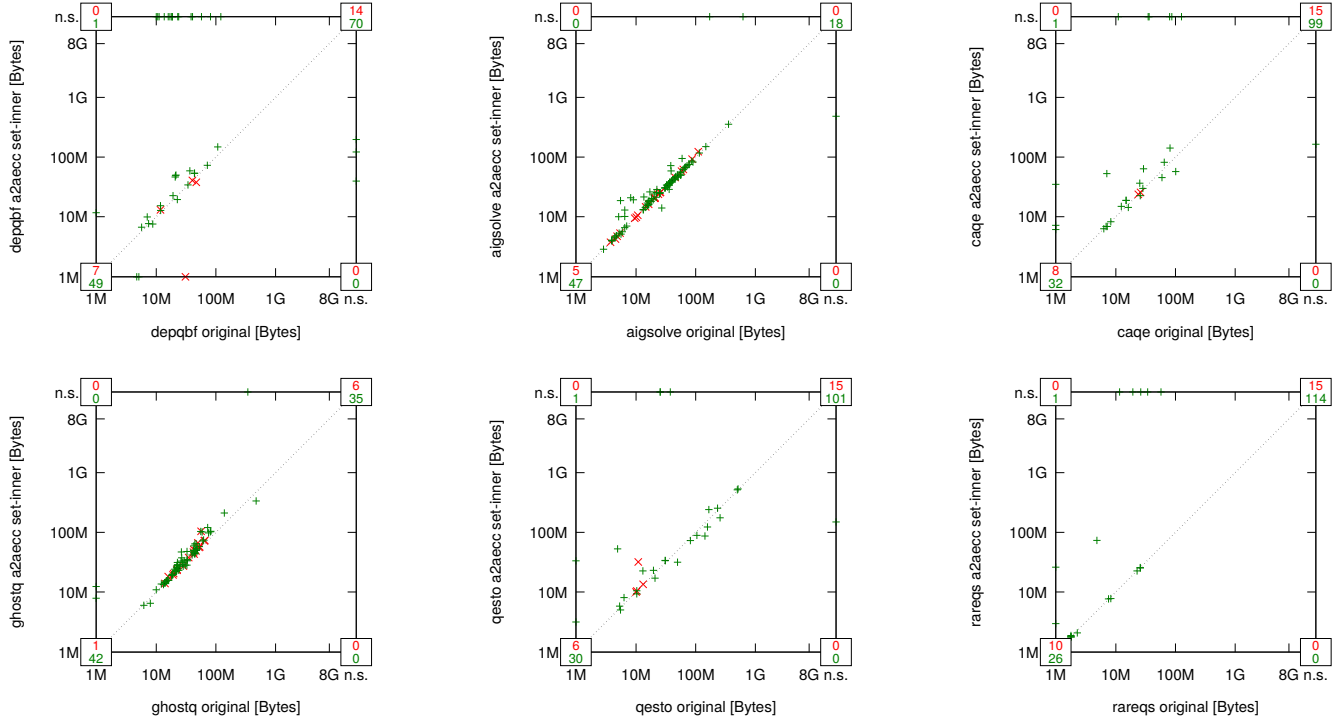 depqbf a2aecc set-inner [Bytes]
n.s.
8G
1G
100M
10M
1M
0
1
14
70
7
49
0
0
1M 10M 100M 1G 8G n.s.
depqbf original [Bytes]
aigsolve a2aecc set-inner [Bytes]
n.s.
8G
1G
100M
10M
1M
0
0
0
18
5
47
0
0
1M 10M 100M 1G 8G n.s.
aigsolve original [Bytes]
caqe a2aecc set-inner [Bytes]
n.s.
8G
1G
100M
10M
1M
0
1
15
99
8
32
0
0
1M 10M 100M 1G 8G n.s.
caqe original [Bytes]
ghostq a2aecc set-inner [Bytes]
n.s.
8G
1G
100M
10M
1M
0
0
6
35
1
42
0
0
1M 10M 100M 1G 8G n.s.
ghostq original [Bytes]
qesto a2aecc set-inner [Bytes]
n.s.
8G
1G
100M
10M
1M
0
1
15
101
6
30
0
0
1M 10M 100M 1G 8G n.s.
qesto original [Bytes]
rareqs a2aecc set-inner [Bytes]
n.s.
8G
1G
100M
10M
1M
0
1
15
114
10
26
0
0
1M 10M 100M 1G 8G n.s.
rareqs original [Bytes]